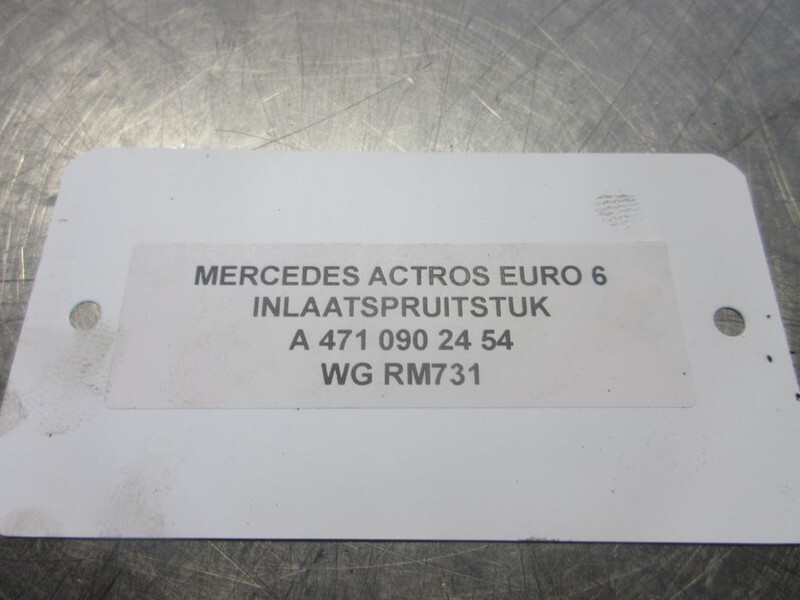 MERCEDES ACTROS EURO 6
INLAATSPRUITSTUK
A 471 090 24 54
WG RM731